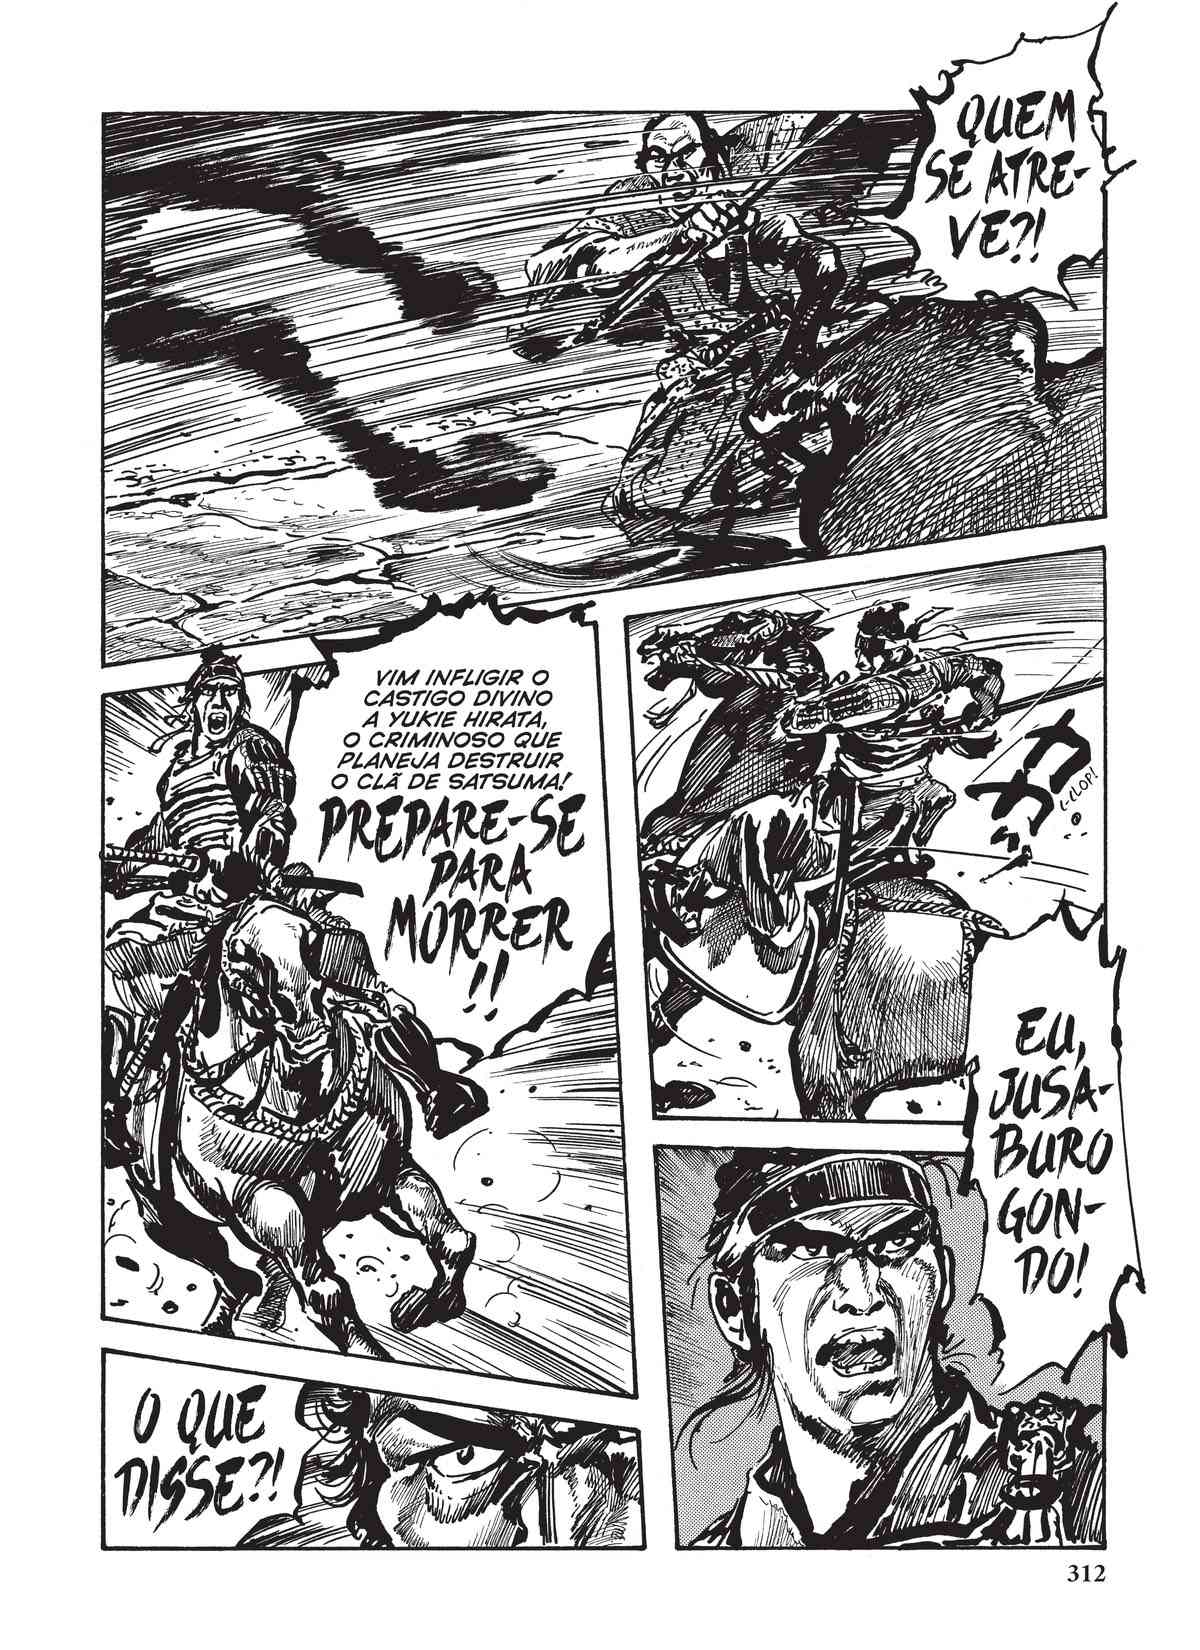 QUEM
SE ATRE-
VE?!
カカッ
C-CLOP!
EU,
JUSA-
BURO
GON-
DO!
VIM INFLIGIR O
CASTIGO DIVINO
A YUKIE HIRATA,
O CRIMINOSO QUE
PLANEJA DESTRUIR
O CLÃ DE SATSUMA!
PREPARE-SE
PARA
MORRER
!!
O QUE
DISSE?!
312